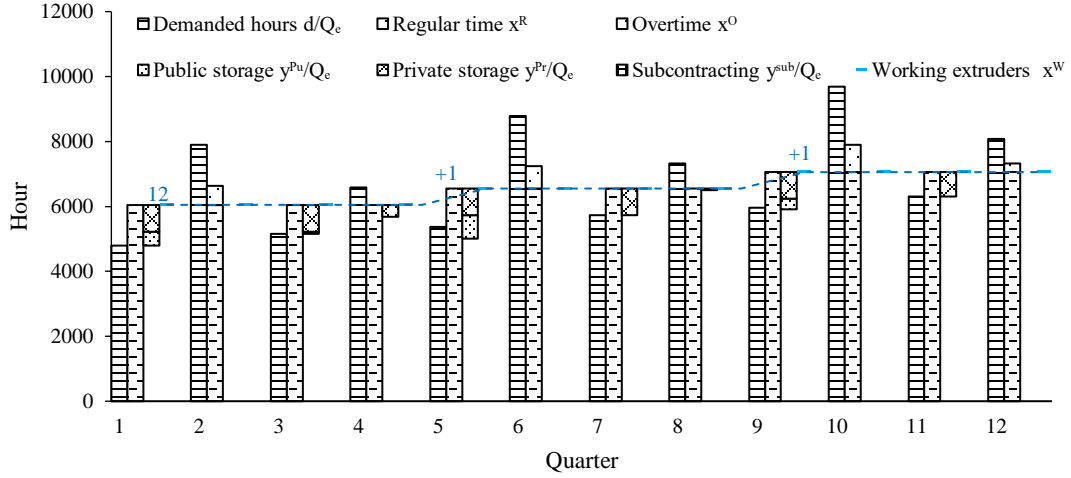 12000
10000
8000
6000
4000
2000
0
Hour
Demanded hours d/Qₑ Regular time xᴿ Overtime xᴼ
Public storage yᴾᵘ/Qₑ Private storage yᴾʳ/Qₑ Subcontracting yˢᵘᵇ/Qₑ Working extruders xᵂ
12 +1 +1
1 2 3 4 5 6 7 8 9 10 11 12
Quarter